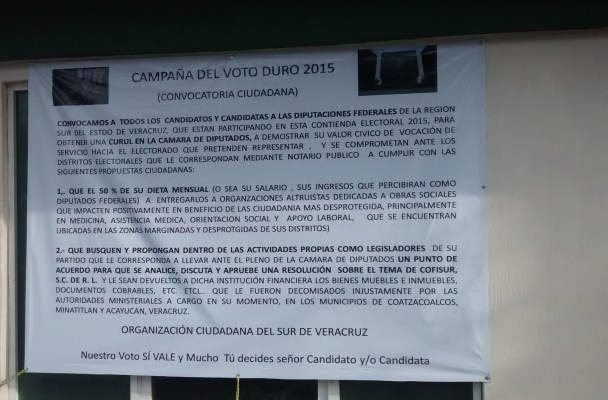 CAMPAÑA DEL VOTO DURO 2015
(CONVOCATORIA CIUDADANA)
CONVOCAMOS A TODOS LOS CANDIDATOS Y CANDIDATAS A LAS DIPUTACIONES FEDERALES DE LA REGION
SUR DEL ESTDO DE VERACRUZ, QUE ESTAN PARTICIPANDO EN ESTA CONTIENDA ELECTORAL 2015, PARA
OBTENER UNA CURUL EN LA CAMARA DE DIPUTADOS, A DEMOSTRAR SU VALOR CIVICO DE VOCACIÓN DE
SERVICIO HACIA EL ELECTORADO QUE PRETENDEN REPRESENTAR , Y SE COMPROMETAN ANTE LOS
DISTRITOS ELECTORALES QUE LE CORRESPONDAN MEDIANTE NOTARIO PUBLICO A CUMPLIR CON LAS
SIGUIENTES PROPUESTAS CIUDADANAS:
1,. QUE EL 50 % DE SU DIETA MENSUAL (O SEA SU SALARIO , SUS INGRESOS QUE PERCIBIRAN COMO
DIPUTADOS FEDERALES) A ENTREGARLOS A ORGANZACIONES ALTRUISTAS DEDICADAS A OBRAS SOCIALES
QUE IMPACTEN POSITIVAMENTE EN BENEFICIO DE LAS CIUDADANIA MAS DESPROTEGIDA, PRINCIPALMENTE
EN MEDICINA, ASISTENCIA MEDICA, ORIENTACION SOCIAL Y APOYO LABORAL, QUE SE ENCUENTRAN
UBICADAS EN LAS ZONAS MARGINADAS Y DESPROTGIDAS DE SUS DISTRITOS)
2.- QUE BUSQUEN Y PROPONGAN DENTRO DE LAS ACTIVIDADES PROPIAS COMO LEGISLADORES DE SU
PARTIDO QUE LE CORRESPONDA A LLEVAR ANTE EL PLENO DE LA CAMARA DE DIPUTADOS UN PUNTO DE
ACUERDO PARA QUE SE ANALICE, DISCUTA Y APRUEBE UNA RESOLUCIÓN SOBRE EL TEMA DE COFISUR,
S.C. DE R. L. Y LE SEAN DEVUELTOS A DICHA INSTITUCIÓN FINANCIERA LOS BIENES MUEBLES E INMUEBLES,
DOCUMENTOS COBRABLES, ETC. ETCL.. QUE LE FUERON DECOMISADOS INJUSTAMENTE POR LAS
AUTORIDADES MINISTERIALES A CARGO EN SU MOMENTO, EN LOS MUNICIPIOS DE COATZACOALCOS,
MINATITLAN Y ACAYUCAN, VERACRUZ.
ORGANIZACIÓN CIUDADANA DEL SUR DE VERACRUZ
Nuestro Voto SÍ VALE y Mucho Tú decides señor Candidato y/o Candidata